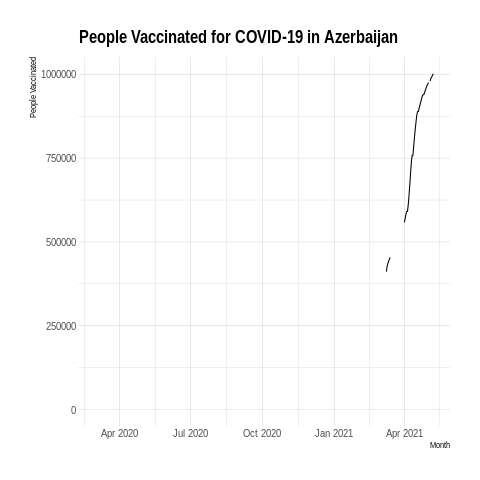 People Vaccinated for COVID-19 in Azerbaijan
People Vaccinated
1000000
750000
500000
250000
0
Apr 2020 Jul 2020 Oct 2020 Jan 2021 Apr 2021
Month